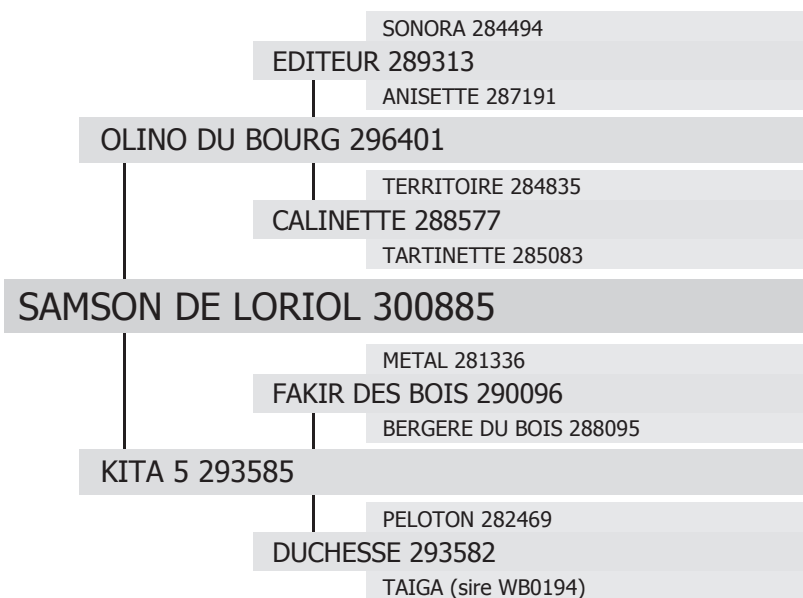 SONORA 284494
EDITEUR 289313
ANISETTE 287191
OLINO DU BOURG 296401
TERRITOIRE 284835
CALINETTE 288577
TARTINETTE 285083
SAMSON DE LORIOL 300885
METAL 281336
FAKIR DES BOIS 290096
BERGERE DU BOIS 288095
KITA 5 293585
PELOTON 282469
DUCHESSE 293582
TAIGA (sire WB0194)